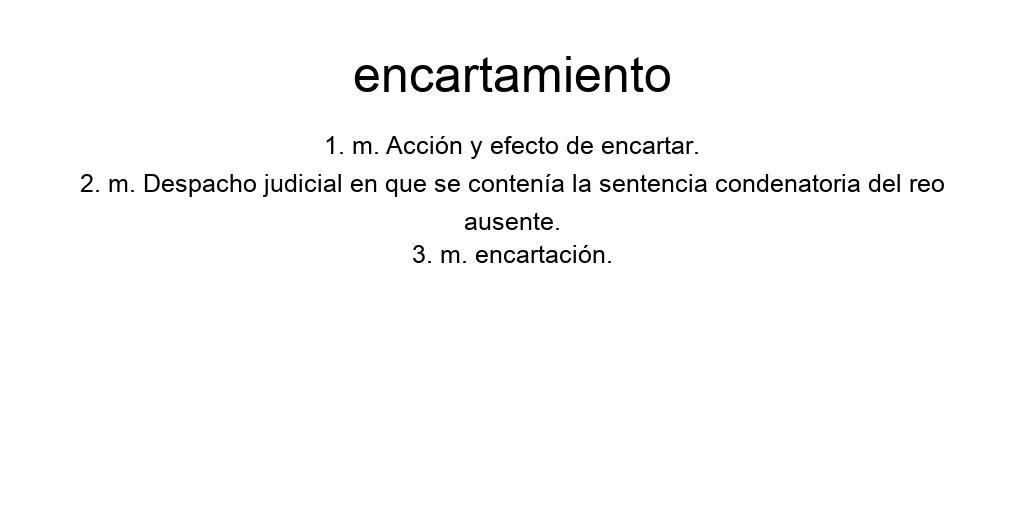 encartamiento
1. m. Acción y efecto de encartar.
2. m. Despacho judicial en que se contenía la sentencia condenatoria del reo
ausente.
3. m. encartación.